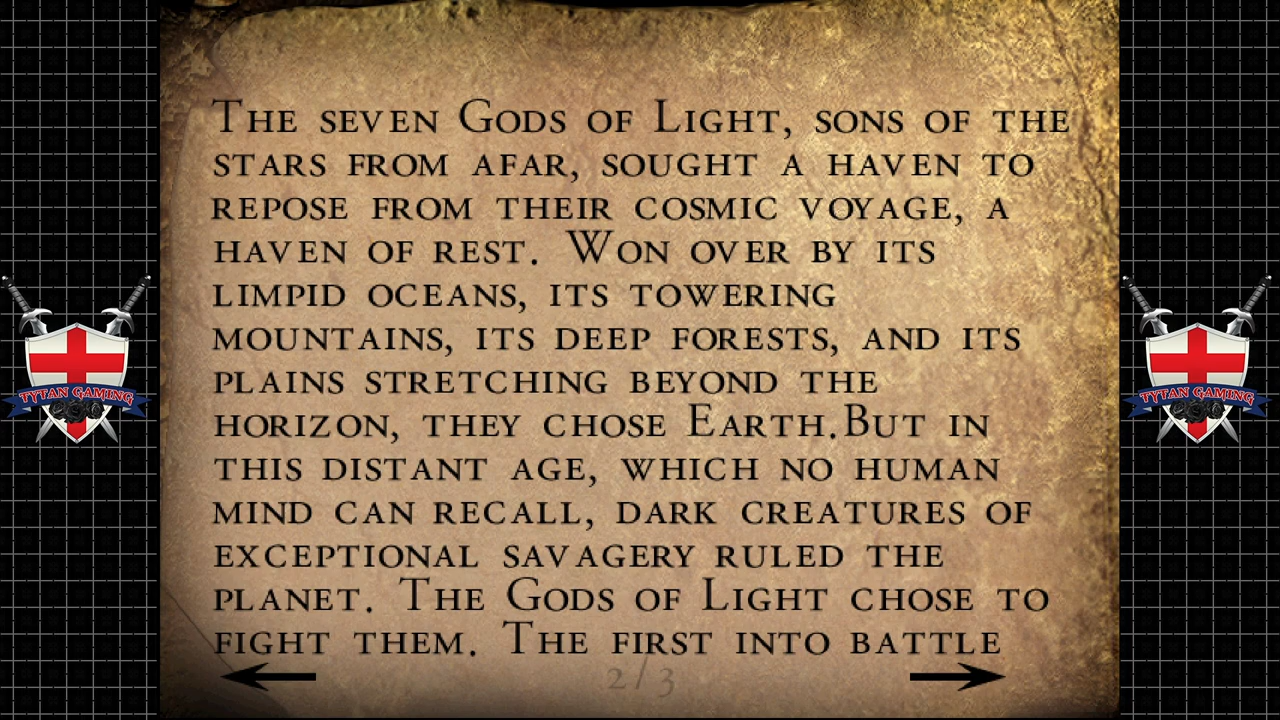 The seven Gods of Light, sons of the
stars from afar, sought a haven to
repose from their cosmic voyage, a
haven of rest. Won over by its
limpid oceans, its towering
mountains, its deep forests, and its
plains stretching beyond the
horizon, they chose Earth.But in
this distant age, which no human
mind can recall, dark creatures of
exceptional savagery ruled the
planet. The Gods of Light chose to
fight them. The first into battle
2/3
TYTAN GAMING
TYTAN GAMING